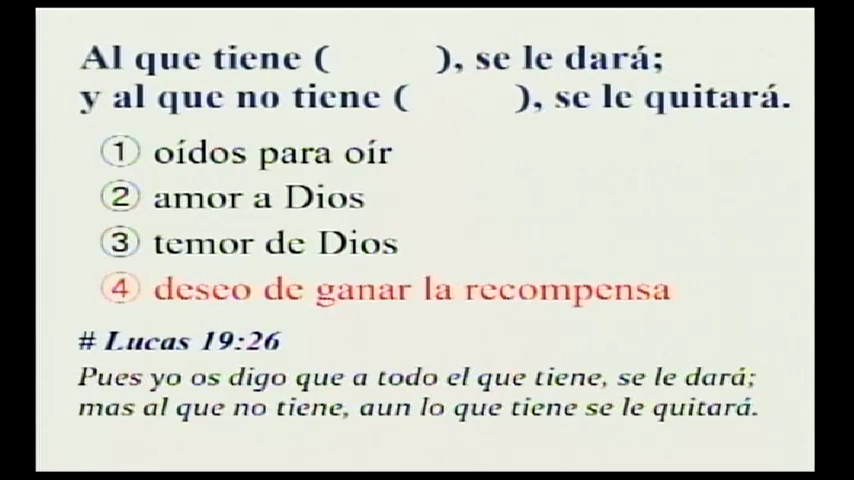 Al que tiene (          ), se le dará;
y al que no tiene (          ), se le quitará.
① oídos para oír
② amor a Dios
③ temor de Dios
④ deseo de ganar la recompensa
# Lucas 19:26
Pues yo os digo que a todo el que tiene, se le dará;
mas al que no tiene, aun lo que tiene se le quitará.